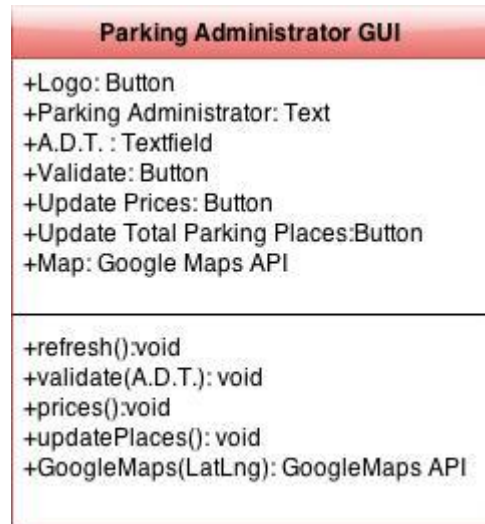 Parking Administrator GUI
+Logo: Button
+Parking Administrator: Text
+A.D.T. : Textfield
+Validate: Button
+Update Prices: Button
+Update Total Parking Places:Button
+Map: Google Maps API
+refresh():void
+validate(A.D.T.): void
+prices():void
+updatePlaces(): void
+GoogleMaps(LatLng): GoogleMaps API